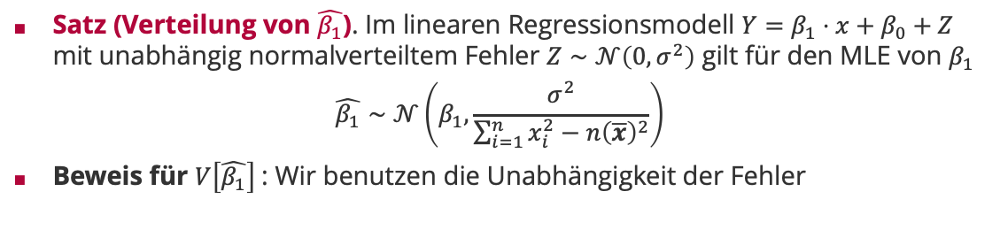 ▪ Satz (Verteilung von $\widehat{\beta_1}$). Im linearen Regressionsmodell $Y = \beta_1 \cdot x + \beta_0 + Z$
mit unabhängig normalverteiltem Fehler $Z \sim \mathcal{N}(0, \sigma^2)$ gilt für den MLE von $\beta_1$
$\widehat{\beta_1} \sim \mathcal{N}\left(\beta_1, \frac{\sigma^2}{\sum_{i=1}^{n} x_i^2 - n(\overline{\boldsymbol{x}})^2}\right)$
▪ Beweis für $V[\widehat{\beta_1}]$ : Wir benutzen die Unabhängigkeit der Fehler